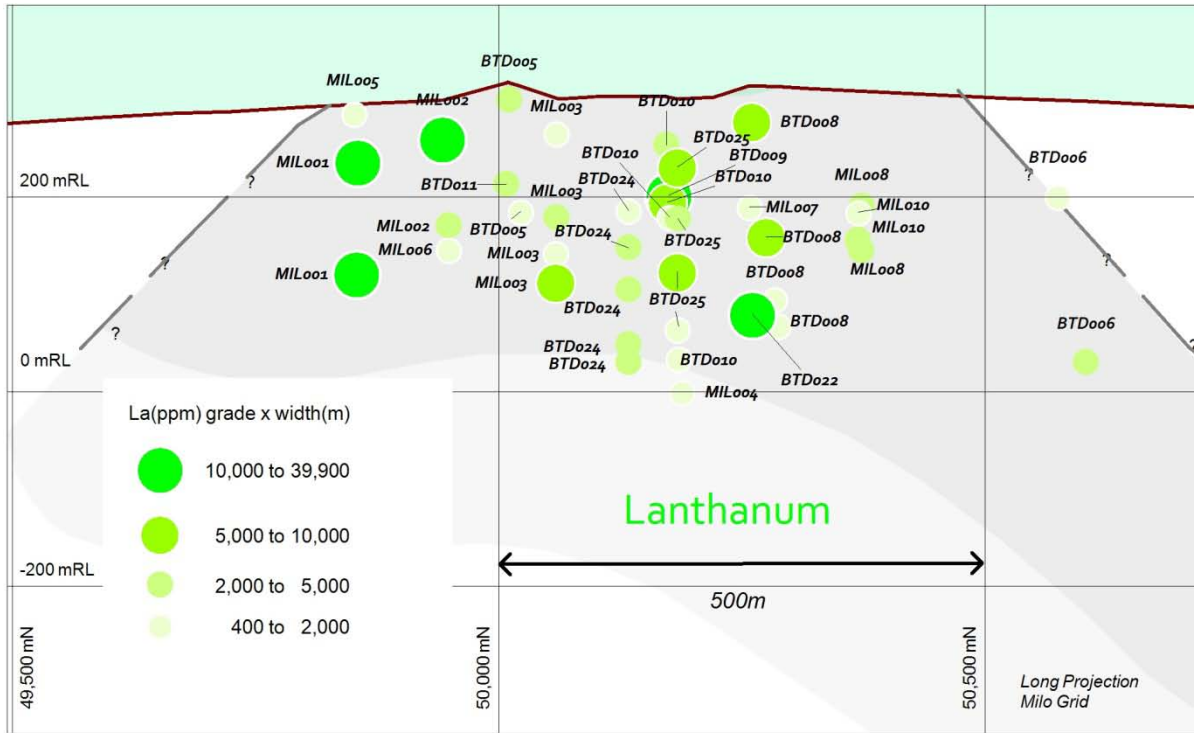 BTD005
MIL005
MIL002
MIL003
BTD010
BTD008
BTD025
MIL001
BTD010
BTD009
BTD006
200 mRL
BTD011
MIL003
BTD024
BTD010
MIL008
MIL007
MIL010
MIL002
BTD005
BTD024
BTD025
BTD008
MIL010
MIL006
MIL003
MIL008
?
?
?
?
MIL001
MIL003
BTD024
BTD025
BTD008
?
BTD024
BTD008
BTD006
?
0 mRL
BTD024
BTD010
BTD022
MIL004
La(ppm) grade x width(m)
10,000 to 39,900
5,000 to 10,000
2,000 to 5,000
400 to 2,000
Lanthanum
-200 mRL
500m
49,500 mN
50,000 mN
50,500 mN
Long Projection
Milo Grid